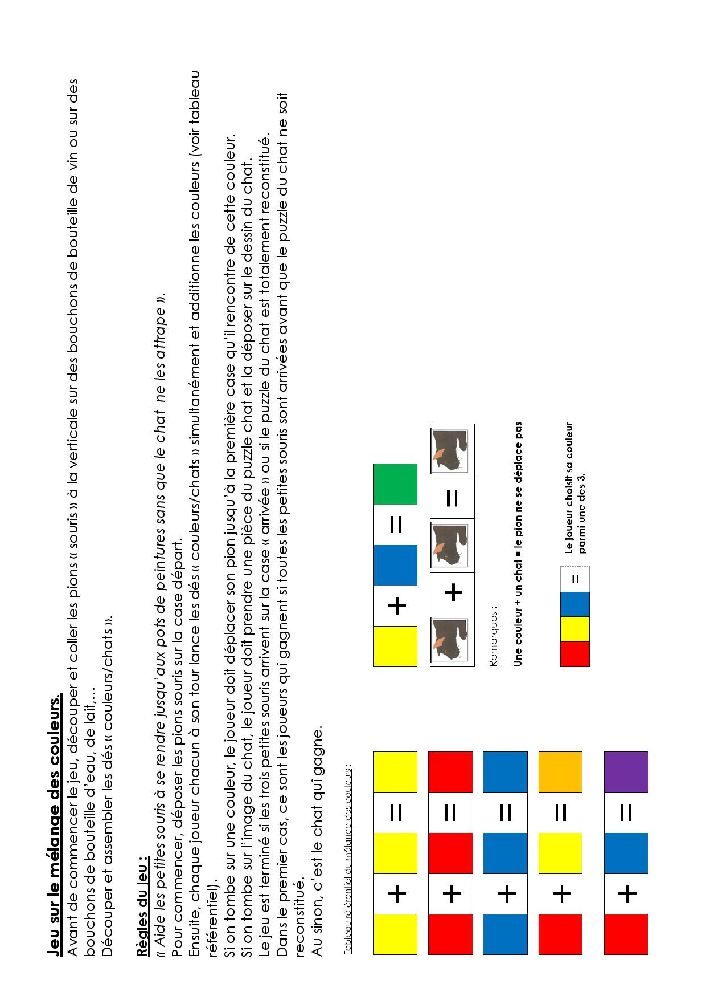 Jeu sur le mélange des couleurs.
Avant de commencer le jeu, découper et coller les pions « souris » à la verticale sur des bouchons de bouteille de vin ou sur des
bouchons de bouteille d'eau, de lait,…
Découper et assembler les dés « couleurs/chats ».
Règles du jeu :
« Aide les petites souris à se rendre jusqu'aux pots de peintures sans que le chat ne les attrape ».
Pour commencer, déposer les pions souris sur la case départ.
Ensuite, chaque joueur chacun à son tour lance les dés « couleurs/chats » simultanément et additionne les couleurs (voir tableau
référentiel).
Si on tombe sur une couleur, le joueur doit déplacer son pion jusqu'à la première case qu'il rencontre de cette couleur.
Si on tombe sur l'image du chat, le joueur doit prendre une pièce du puzzle chat et la déposer sur le dessin du chat.
Le jeu est terminé si les trois petites souris arrivent sur la case « arrivée » ou si le puzzle du chat est totalement reconstitué.
Dans le premier cas, ce sont les joueurs qui gagnent si toutes les petites souris sont arrivées avant que le puzzle du chat ne soit
reconstitué.
Au sinon, c'est le chat qui gagne.
Tableau référentiel du mélange des couleurs :
+ =
+ =
+ =
+ =
+ =
+ =
+ =
Remarques :
Une couleur + un chat = le pion ne se déplace pas
= Le joueur choisit sa couleur
parmi une des 3.